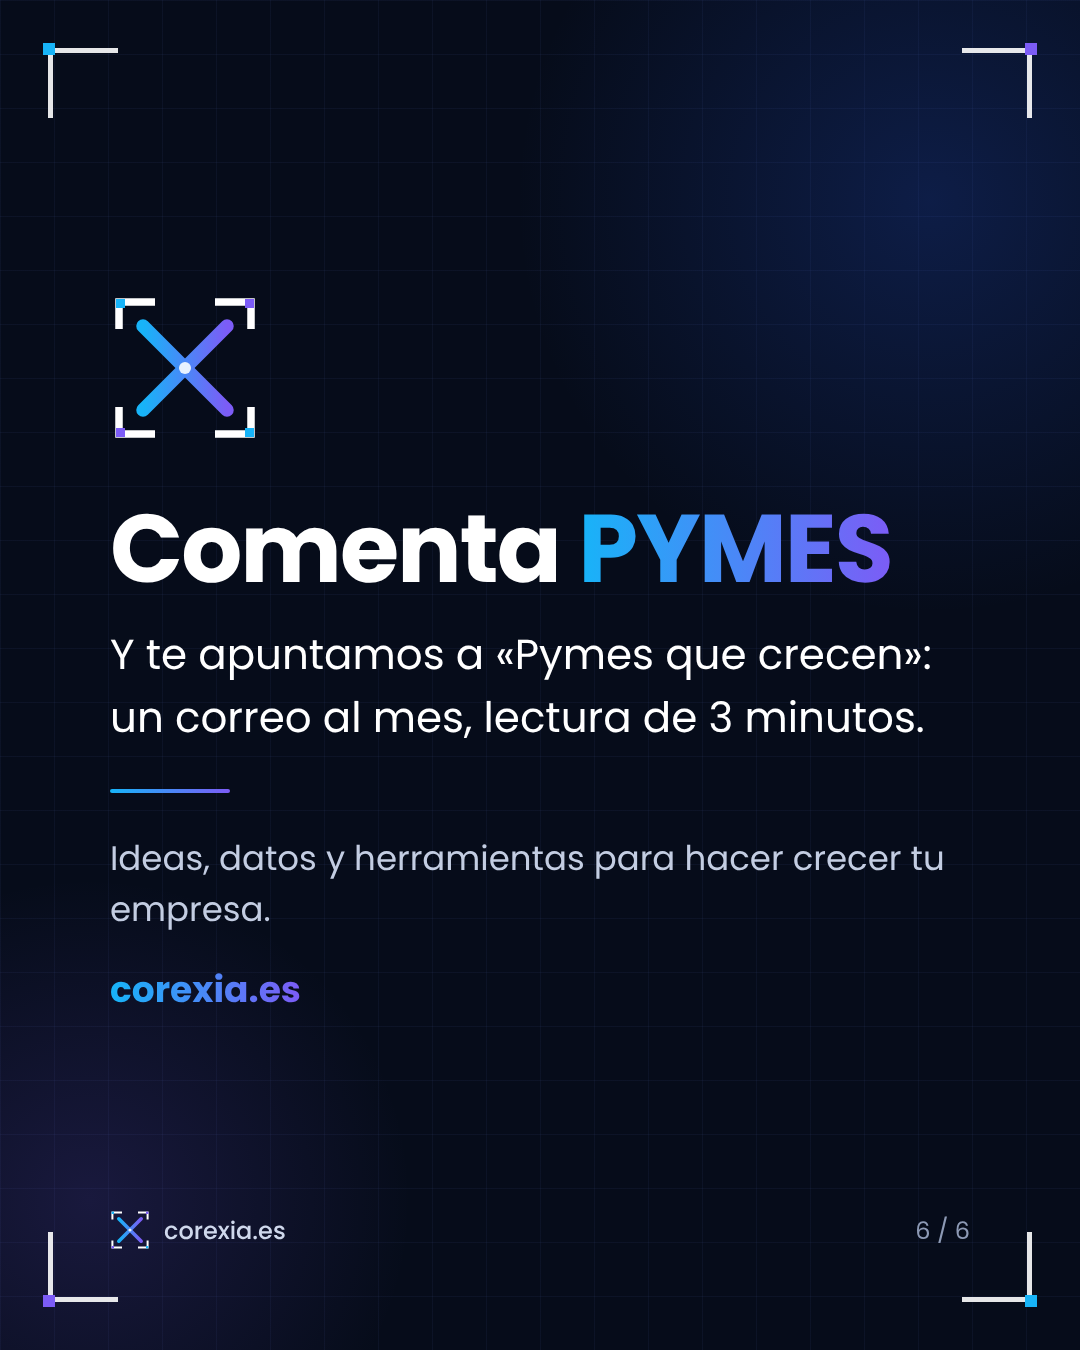 Comenta PYMES
Y te apuntamos a «Pymes que crecen»:
un correo al mes, lectura de 3 minutos.
Ideas, datos y herramientas para hacer crecer tu
empresa.
corexia.es
corexia.es
6 / 6